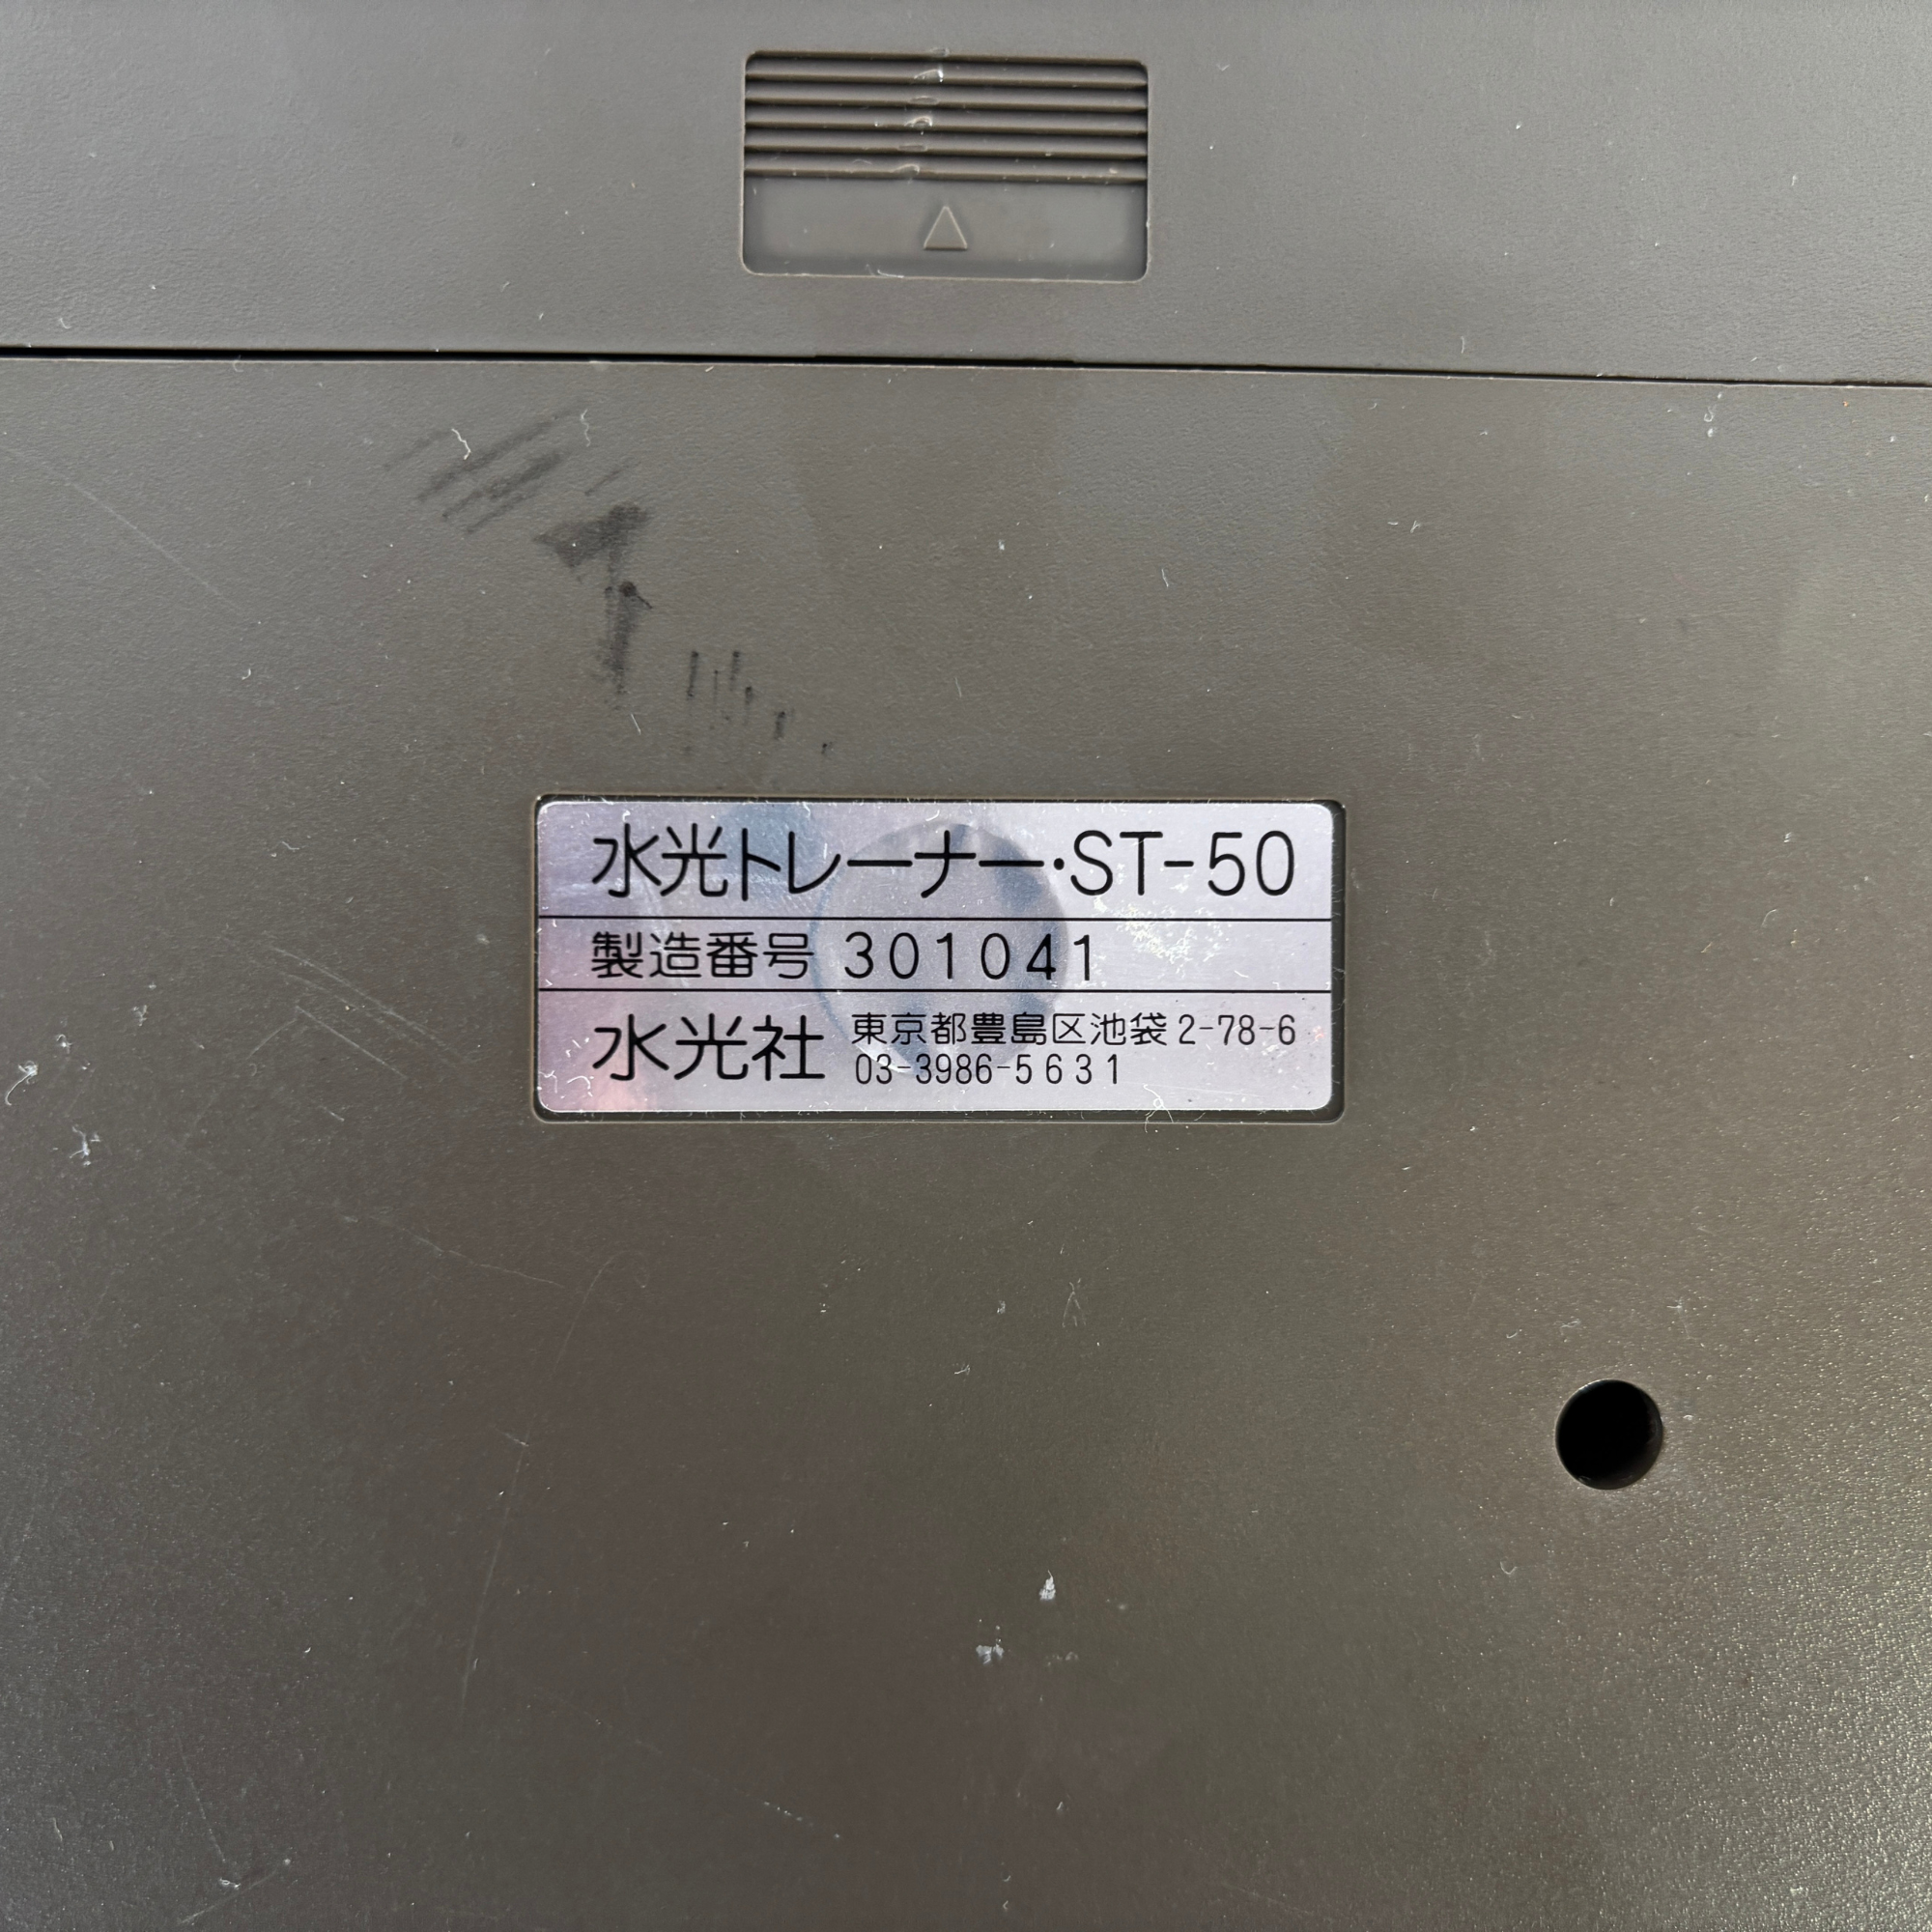 水光トレーナー・ST-50
製造番号 301041
水光社 東京都豊島区池袋2-78-6
03-3986-5631